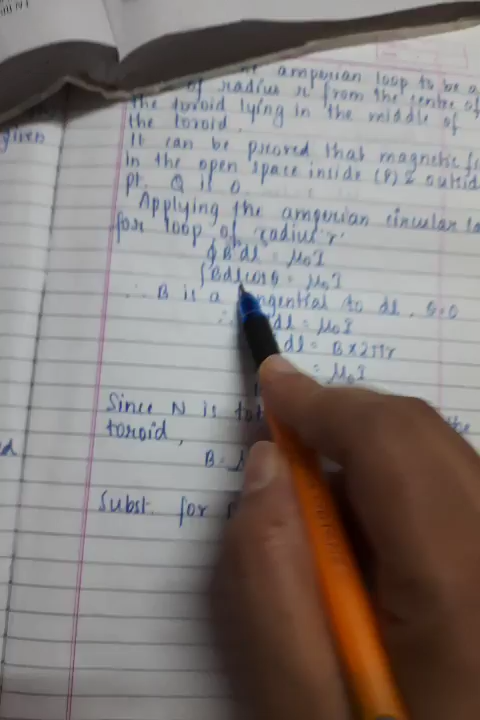 given
amperian loop to be a
of radius r from the centre of
the toroid lying in the middle of
the toroid.
It can be proved that magnetic
In the open space inside (P) & outsid
pt. Q is 0.
Applying the amperian circular
for loop of radius 'r'
∮ B dl = μ₀I
∫ B dl cosθ = μ₀I
∴ B is a tangential to dl, θ=0
dl = μ₀I
dl = B×2πr
= μ₀I
Since N is tot the
toroid,
B =
Subst. for